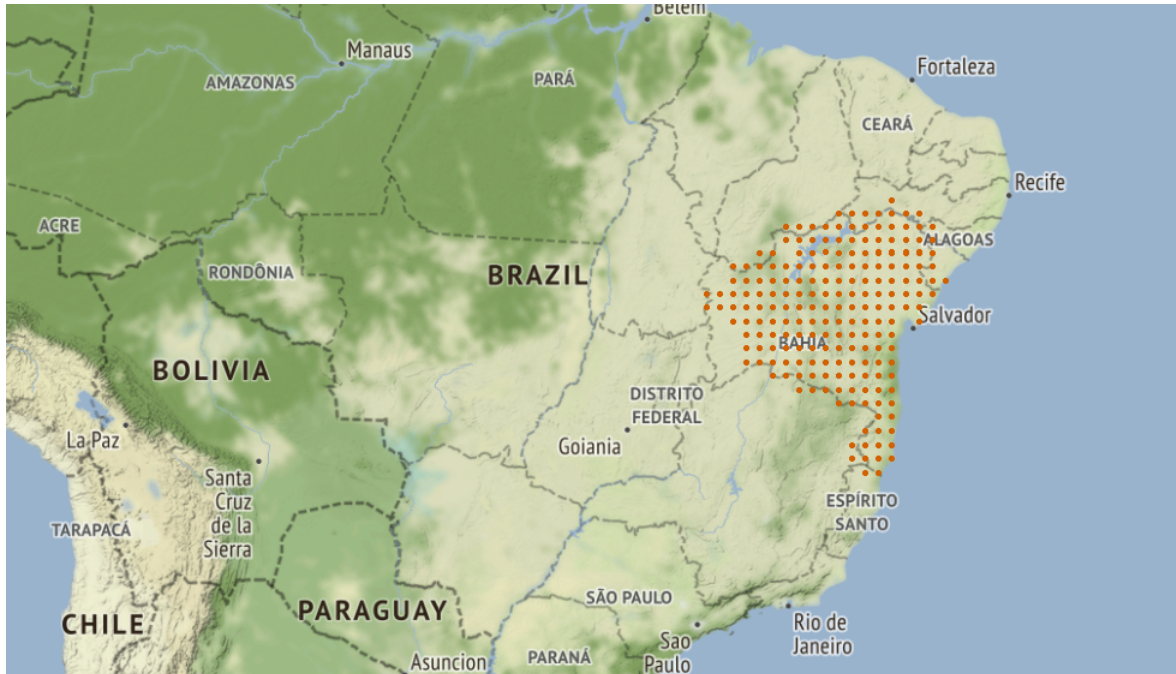 Belem
Manaus
AMAZONAS
PARÁ
Fortaleza
CEARÁ
Recife
ACRE
RONDÔNIA
BRAZIL
ALAGOAS
Salvador
BAHIA
BOLIVIA
DISTRITO
FEDERAL
Goiania
La Paz
Santa
Cruz
de la
Sierra
TARAPACÁ
ESPÍRITO
SANTO
CHILE
PARAGUAY
SÃO PAULO
Rio de
Janeiro
Sao
Paulo
Asuncion
PARANÁ